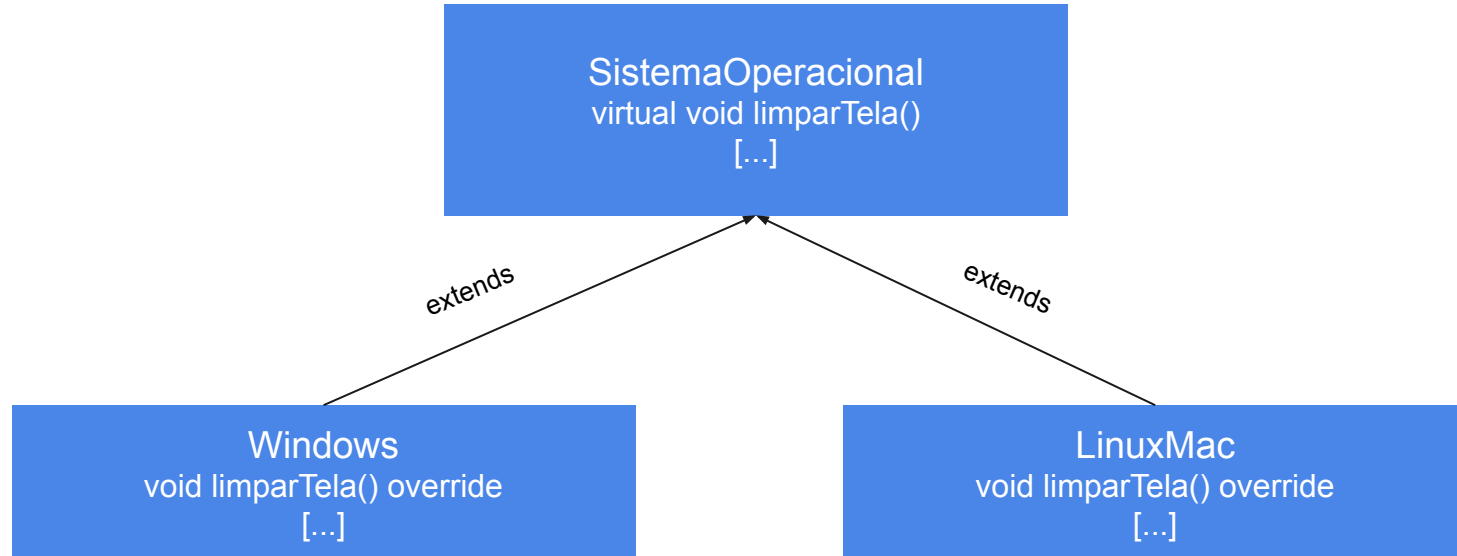 SistemaOperacional
virtual void limparTela()
[...]
extends
extends
Windows
void limparTela() override
[...]
LinuxMac
void limparTela() override
[...]